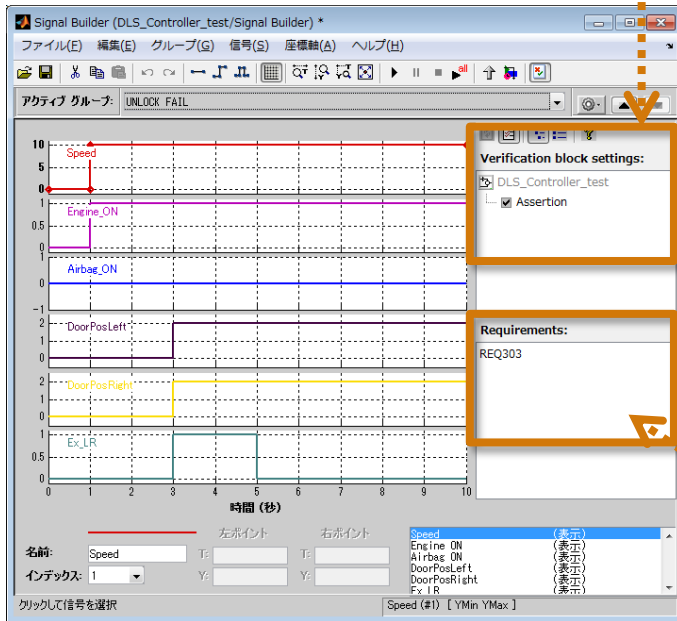 Signal Builder (DLS_Controller_test/Signal Builder) *
ファイル(F) 編集(E) グループ(G) 信号(S) 座標軸(A) ヘルプ(H)
all
アクティブ グループ: UNLOCK FAIL
Verification block settings:
DLS_Controller_test
Assertion
10
5
0
Speed
1
0.5
0
Engine_ON
1
0
-1
Airbag_ON
2
1
0
DoorPosLeft
2
1
0
DoorPosRight
1
0.5
0
Ex_LR
0 1 2 3 4 5 6 7 8 9 10
時間 (秒)
Requirements:
REQ303
左ポイント 右ポイント
名前: Speed T: T:
インデックス: 1 Y: Y:
Speed (表示)
Engine ON (表示)
Airbag ON (表示)
DoorPosLeft (表示)
DoorPosRight (表示)
Ex LR (表示)
クリックして信号を選択 Speed (#1) [ YMin YMax ]